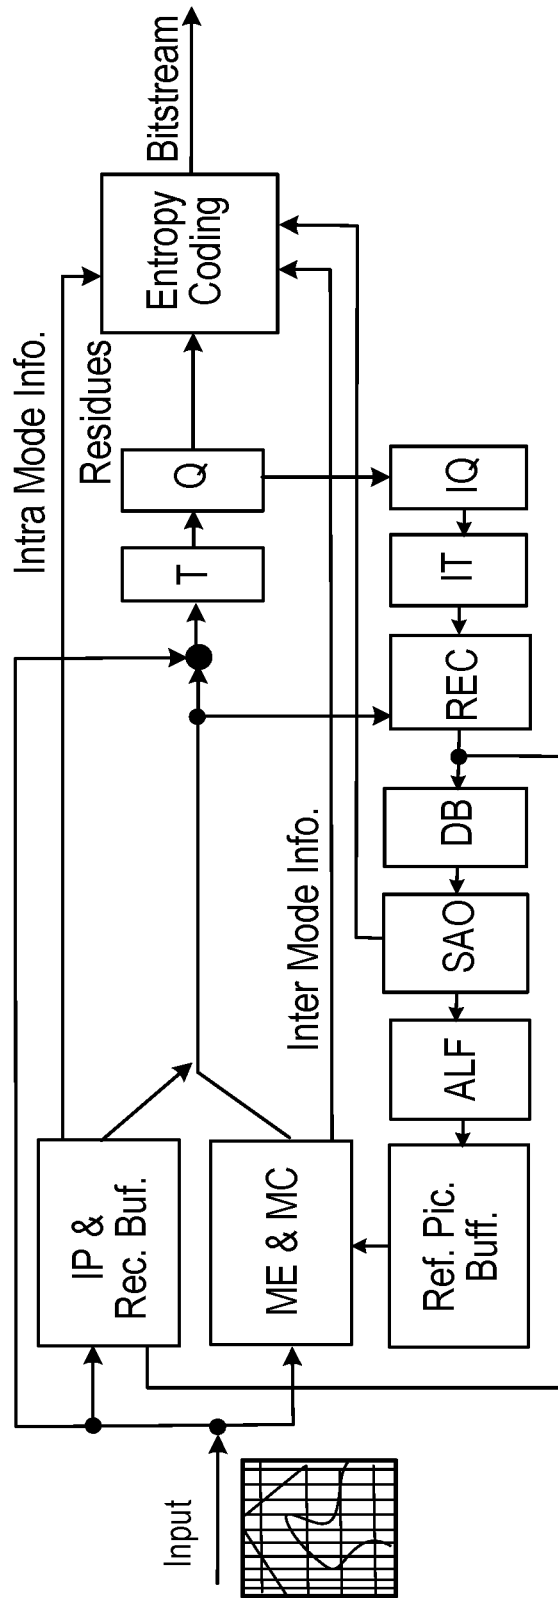 Intra Mode Info.
Residues
Bitstream
Entropy
Coding
T
Q
IP &
Rec. Buf.
Inter Mode Info.
ME & MC
Input
Ref. Pic.
Buff.
ALF
SAO
DB
REC
IT
IQ